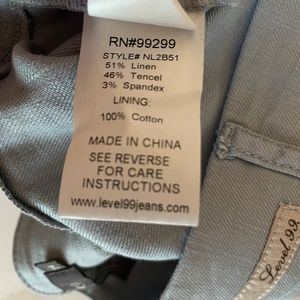 RN#99299
STYLE# NL2B51
51% Linen
46% Tencel
3% Spandex
LINING:
100% Cotton
MADE IN CHINA
SEE REVERSE
FOR CARE
INSTRUCTIONS
www.level99jeans.com
Level 99